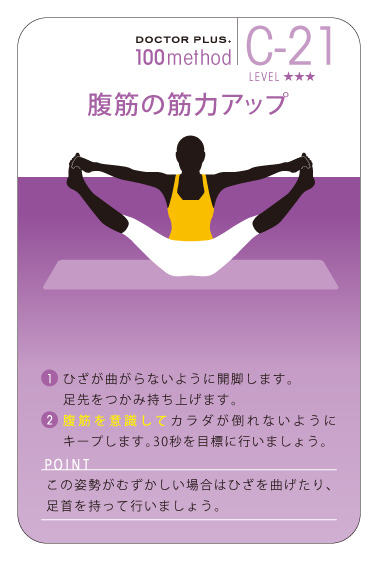 DOCTOR PLUS.
100method
C-21
LEVEL ★★★
腹筋の筋力アップ
1 ひざが曲がらないように開脚します。
足先をつかみ持ち上げます。
2 腹筋を意識してカラダが倒れないように
キープします。30秒を目標に行いましょう。
POINT
この姿勢がむずかしい場合はひざを曲げたり、
足首を持って行いましょう。